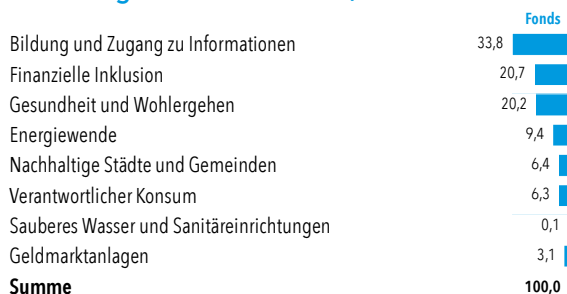 Fonds
Bildung und Zugang zu Informationen 33,8
Finanzielle Inklusion 20,7
Gesundheit und Wohlergehen 20,2
Energiewende 9,4
Nachhaltige Städte und Gemeinden 6,4
Verantwortlicher Konsum 6,3
Sauberes Wasser und Sanitäreinrichtungen 0,1
Geldmarktanlagen 3,1
Summe 100,0